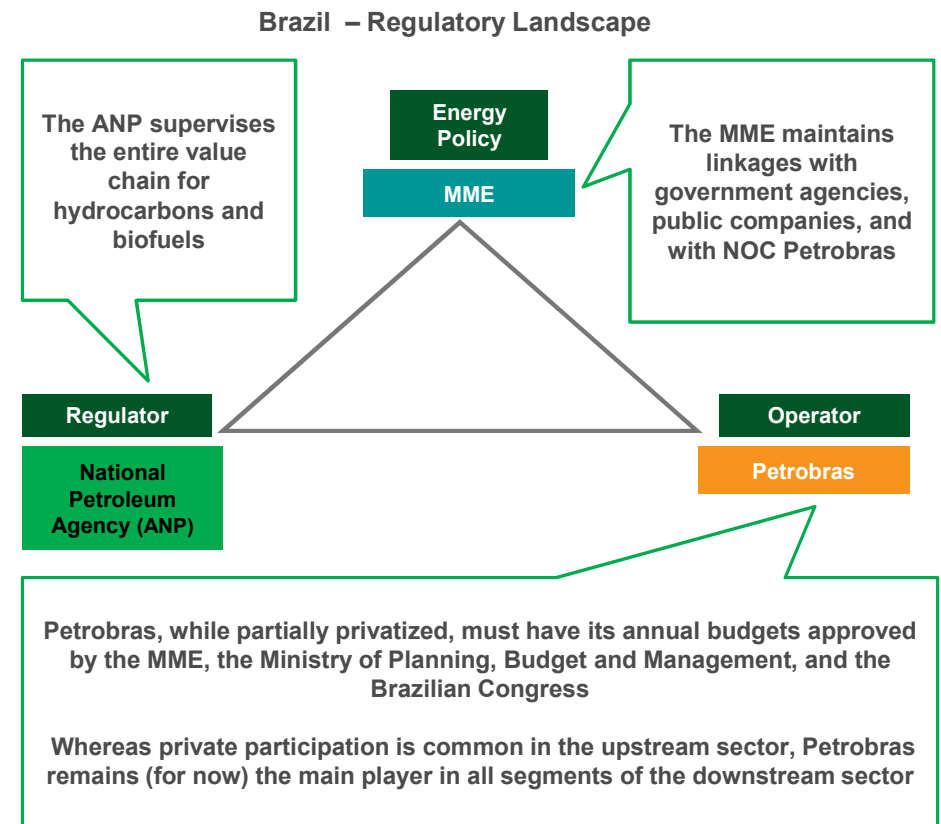 Brazil – Regulatory Landscape
The ANP supervises
the entire value
chain for
hydrocarbons and
biofuels
Energy
Policy
MME
The MME maintains
linkages with
government agencies,
public companies, and
with NOC Petrobras
Regulator
National
Petroleum
Agency (ANP)
Operator
Petrobras
Petrobras, while partially privatized, must have its annual budgets approved
by the MME, the Ministry of Planning, Budget and Management, and the
Brazilian Congress
Whereas private participation is common in the upstream sector, Petrobras
remains (for now) the main player in all segments of the downstream sector